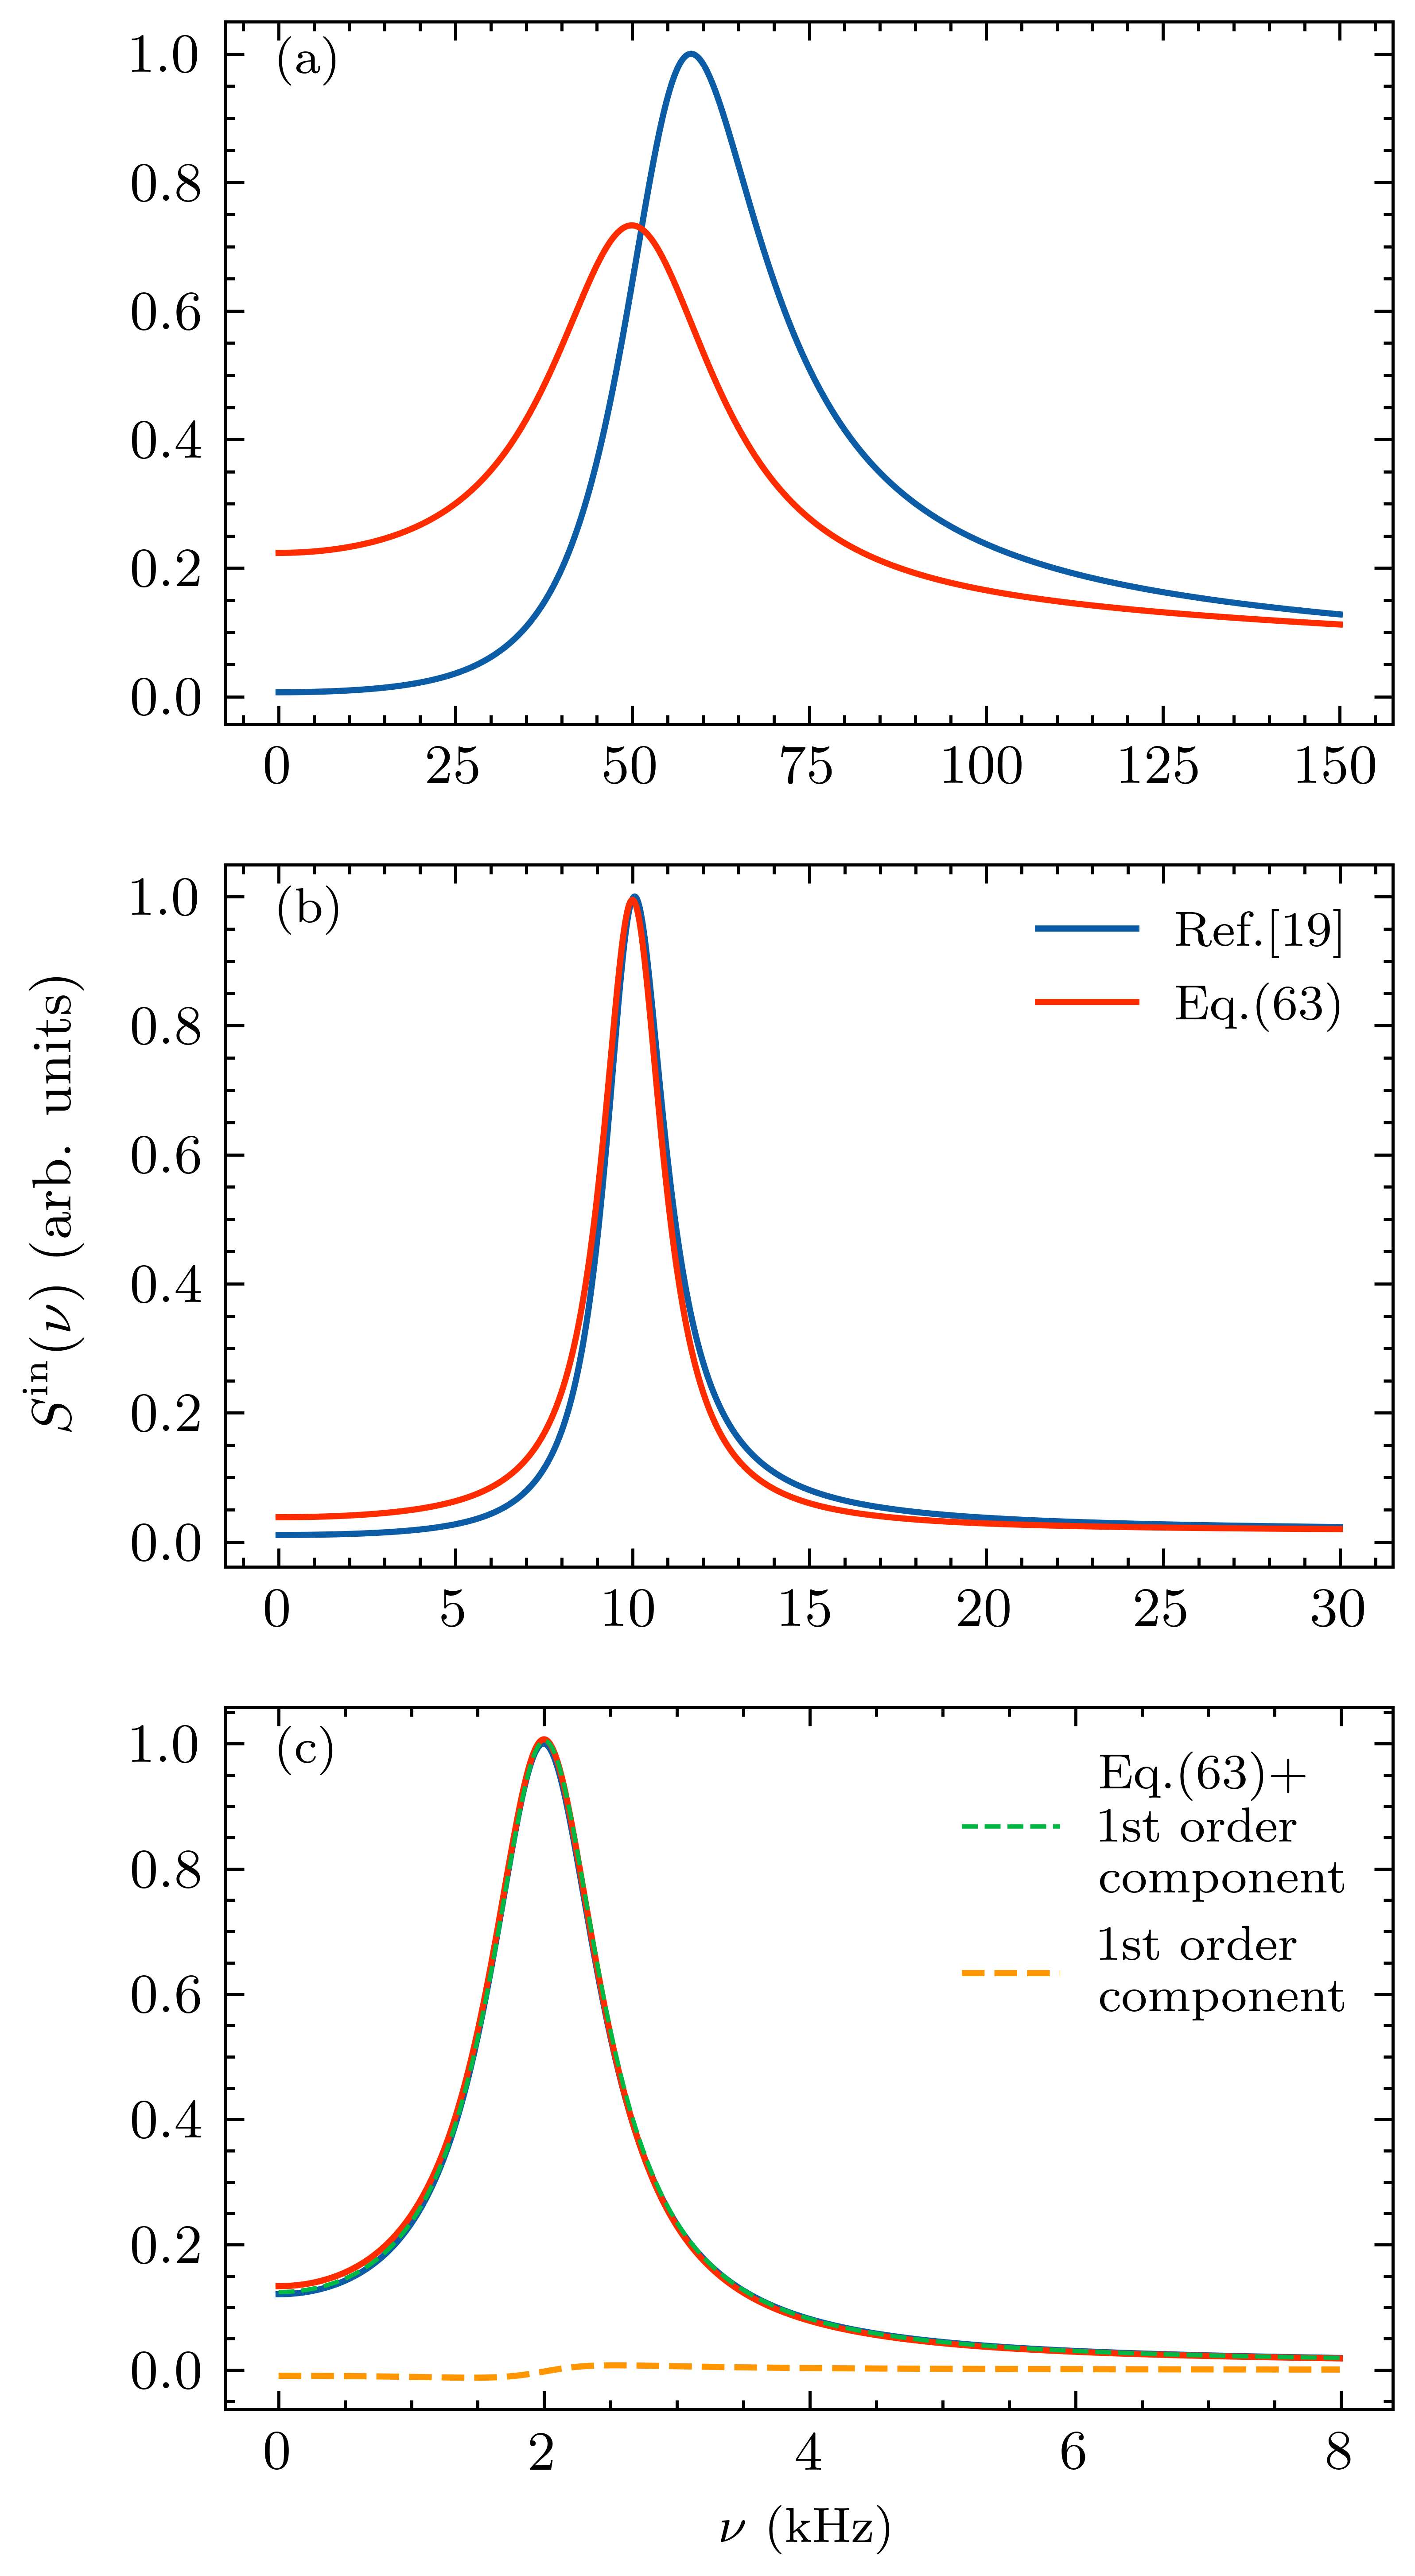 (a)
1.0
0.8
0.6
0.4
0.2
0.0
0 25 50 75 100 125 150
(b)
Ref.[19]
Eq.(63)
1.0
0.8
0.6
0.4
0.2
0.0
0 5 10 15 20 25 30
S^in(ν) (arb. units)
(c)
Eq.(63)+
1st order
component
1st order
component
1.0
0.8
0.6
0.4
0.2
0.0
0 2 4 6 8
ν (kHz)